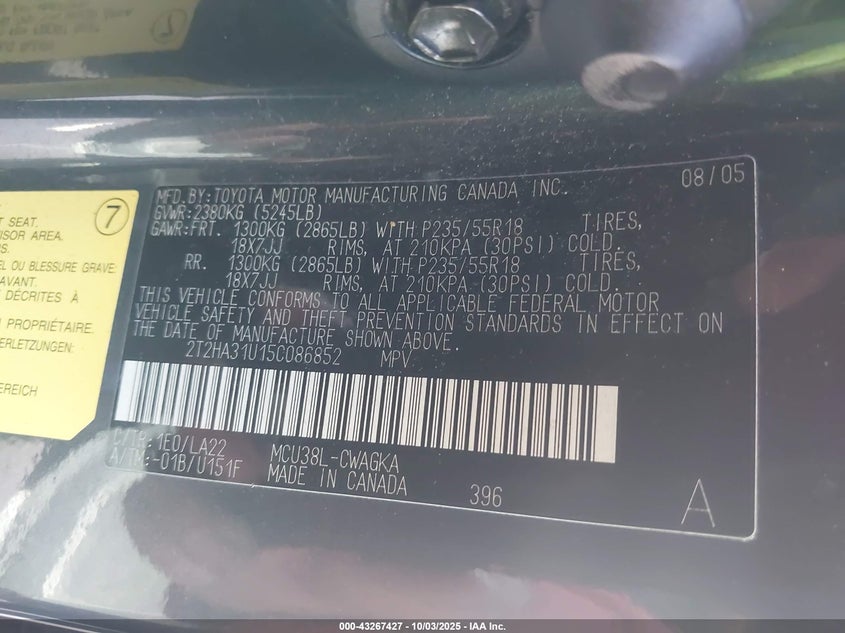 7
T SEAT.
ISOR AREA.
S.
EL OU BLESSURE GRAVE:
'AVANT.
DÉCRITES À
PROPRIÉTAIRE.
ERLETZUNGEN.
BEREICH
MFD.BY:TOYOTA MOTOR MANUFACTURING CANADA INC. 08/05
GVWR:2380KG (5245LB)
GAWR:FRT. 1300KG (2865LB) WITH P235/55R18 TIRES,
18X7JJ RIMS, AT 210KPA (30PSI) COLD.
RR. 1300KG (2865LB) WITH P235/55R18 TIRES,
18X7JJ RIMS, AT 210KPA (30PSI) COLD.
THIS VEHICLE CONFORMS TO ALL APPLICABLE FEDERAL MOTOR
VEHICLE SAFETY AND THEFT PREVENTION STANDARDS IN EFFECT ON
THE DATE OF MANUFACTURE SHOWN ABOVE.
2T2HA31U15C086852 MPV
C/TR:1E0/LA22 MCU38L-CWAGKA
A/TM:-01B/U151F MADE IN CANADA 396 A
000-43267427 - 10/03/2025 - IAA Inc.